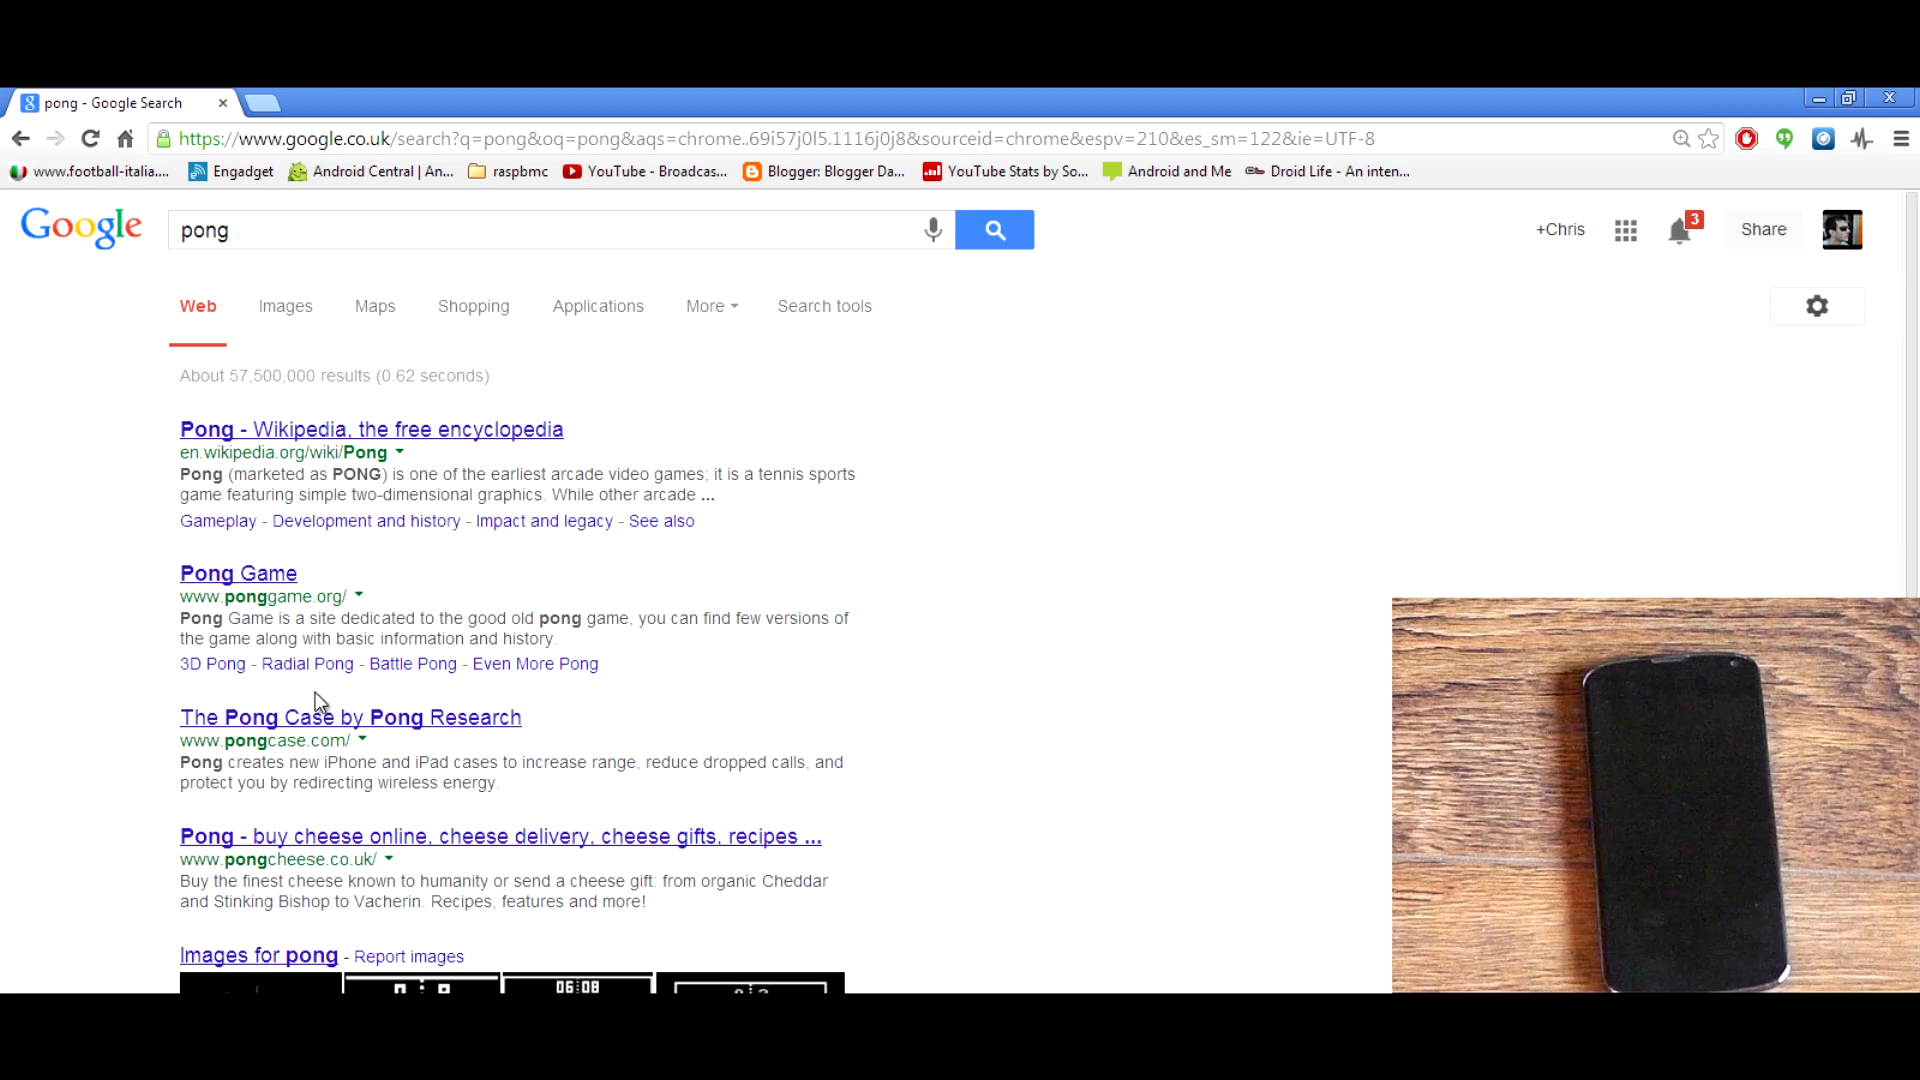 pong - Google Search
https://www.google.co.uk/search?q=pong&oq=pong&aqs=chrome..69i57j0l5.1116j0j8&sourceid=chrome&espv=210&es_sm=122&ie=UTF-8
www.football-italia.... Engadget Android Central | An... raspbmc YouTube - Broadcas... Blogger: Blogger Da... YouTube Stats by So... Android and Me Droid Life - An inten...
Google pong +Chris 3 Share
Web Images Maps Shopping Applications More Search tools
About 57,500,000 results (0.62 seconds)
Pong - Wikipedia, the free encyclopedia
en.wikipedia.org/wiki/Pong
Pong (marketed as PONG) is one of the earliest arcade video games; it is a tennis sports
game featuring simple two-dimensional graphics. While other arcade ...
Gameplay - Development and history - Impact and legacy - See also
Pong Game
www.ponggame.org/
Pong Game is a site dedicated to the good old pong game, you can find few versions of
the game along with basic information and history.
3D Pong - Radial Pong - Battle Pong - Even More Pong
The Pong Case by Pong Research
www.pongcase.com/
Pong creates new iPhone and iPad cases to increase range, reduce dropped calls, and
protect you by redirecting wireless energy.
Pong - buy cheese online, cheese delivery, cheese gifts, recipes ...
www.pongcheese.co.uk/
Buy the finest cheese known to humanity or send a cheese gift: from organic Cheddar
and Stinking Bishop to Vacherin. Recipes, features and more!
Images for pong - Report images
06:08